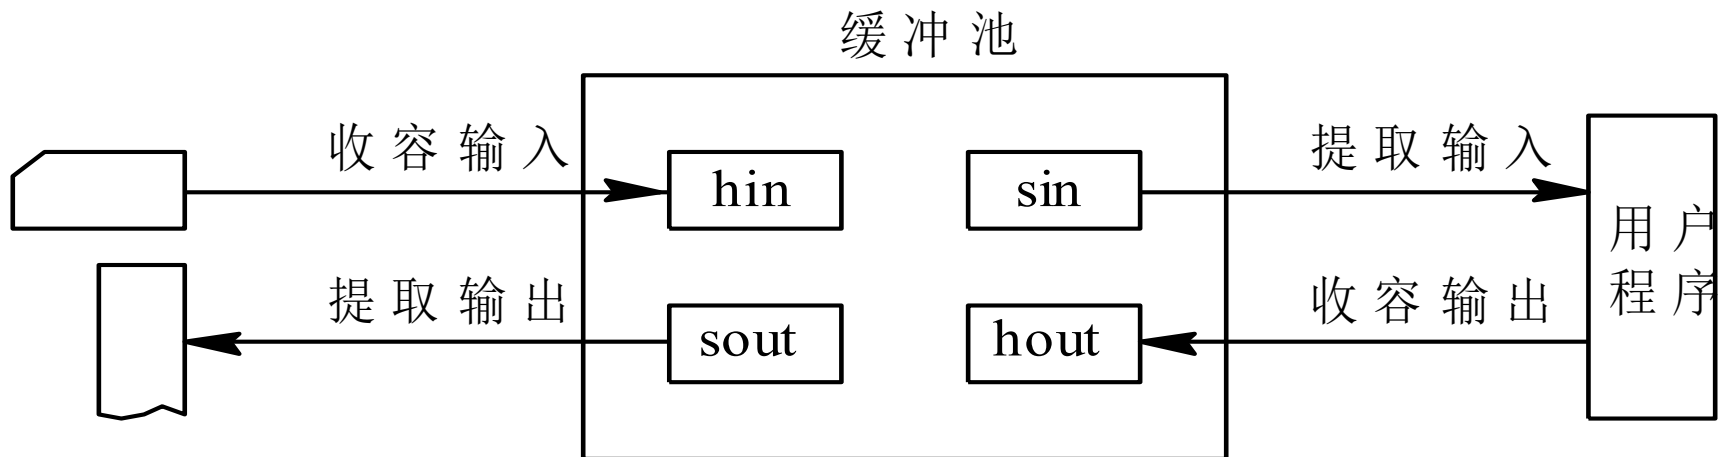 缓冲池
收容输入
hin
sin
提取输入
用户
程序
提取输出
sout
hout
收容输出